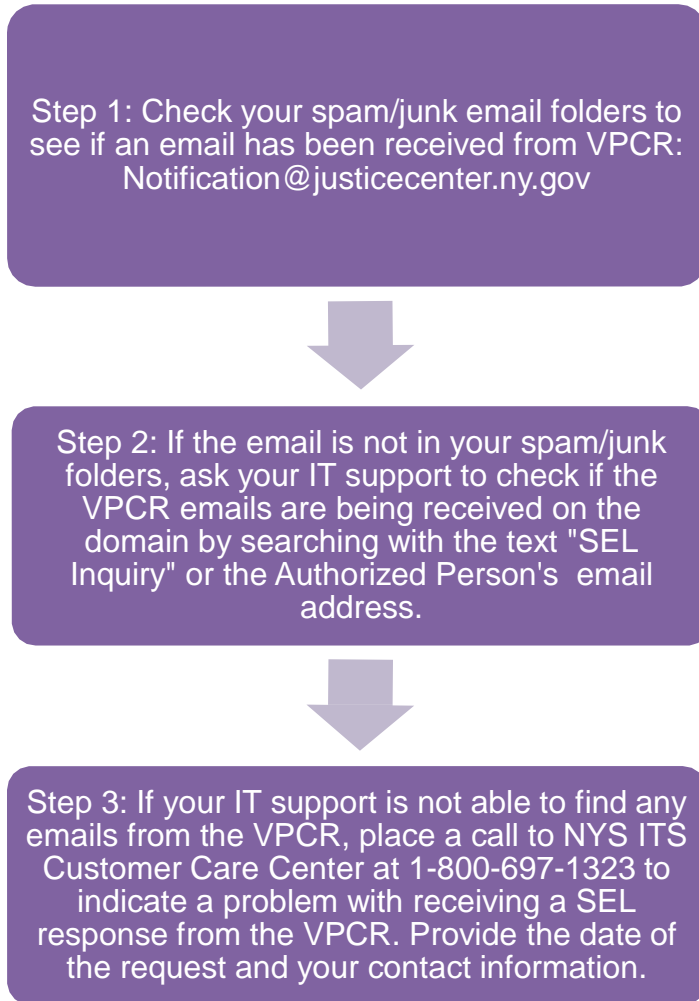 Step 1: Check your spam/junk email folders to
see if an email has been received from VPCR:
Notification@justicecenter.ny.gov
Step 2: If the email is not in your spam/junk
folders, ask your IT support to check if the
VPCR emails are being received on the
domain by searching with the text "SEL
Inquiry" or the Authorized Person's  email
address.
Step 3: If your IT support is not able to find any
emails from the VPCR, place a call to NYS ITS
Customer Care Center at 1-800-697-1323 to
indicate a problem with receiving a SEL
response from the VPCR. Provide the date of
the request and your contact information.